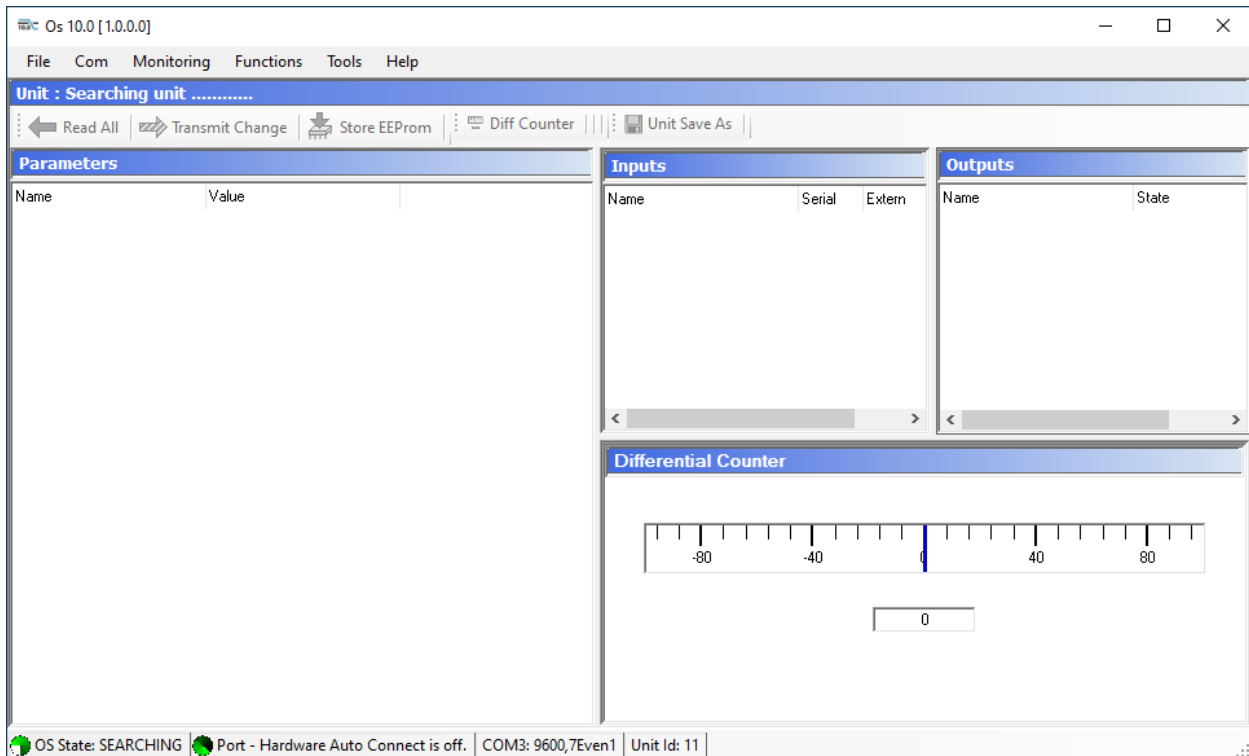 Os 10.0 [1.0.0.0]
File Com Monitoring Functions Tools Help
Unit : Searching unit ............
Read All Transmit Change Store EEProm Diff Counter Unit Save As
Parameters
Name Value
Inputs
Name Serial Extern
Outputs
Name State
Differential Counter
-80 -40 0 40 80
0
OS State: SEARCHING Port - Hardware Auto Connect is off. COM3: 9600,7Even1 Unit Id: 11